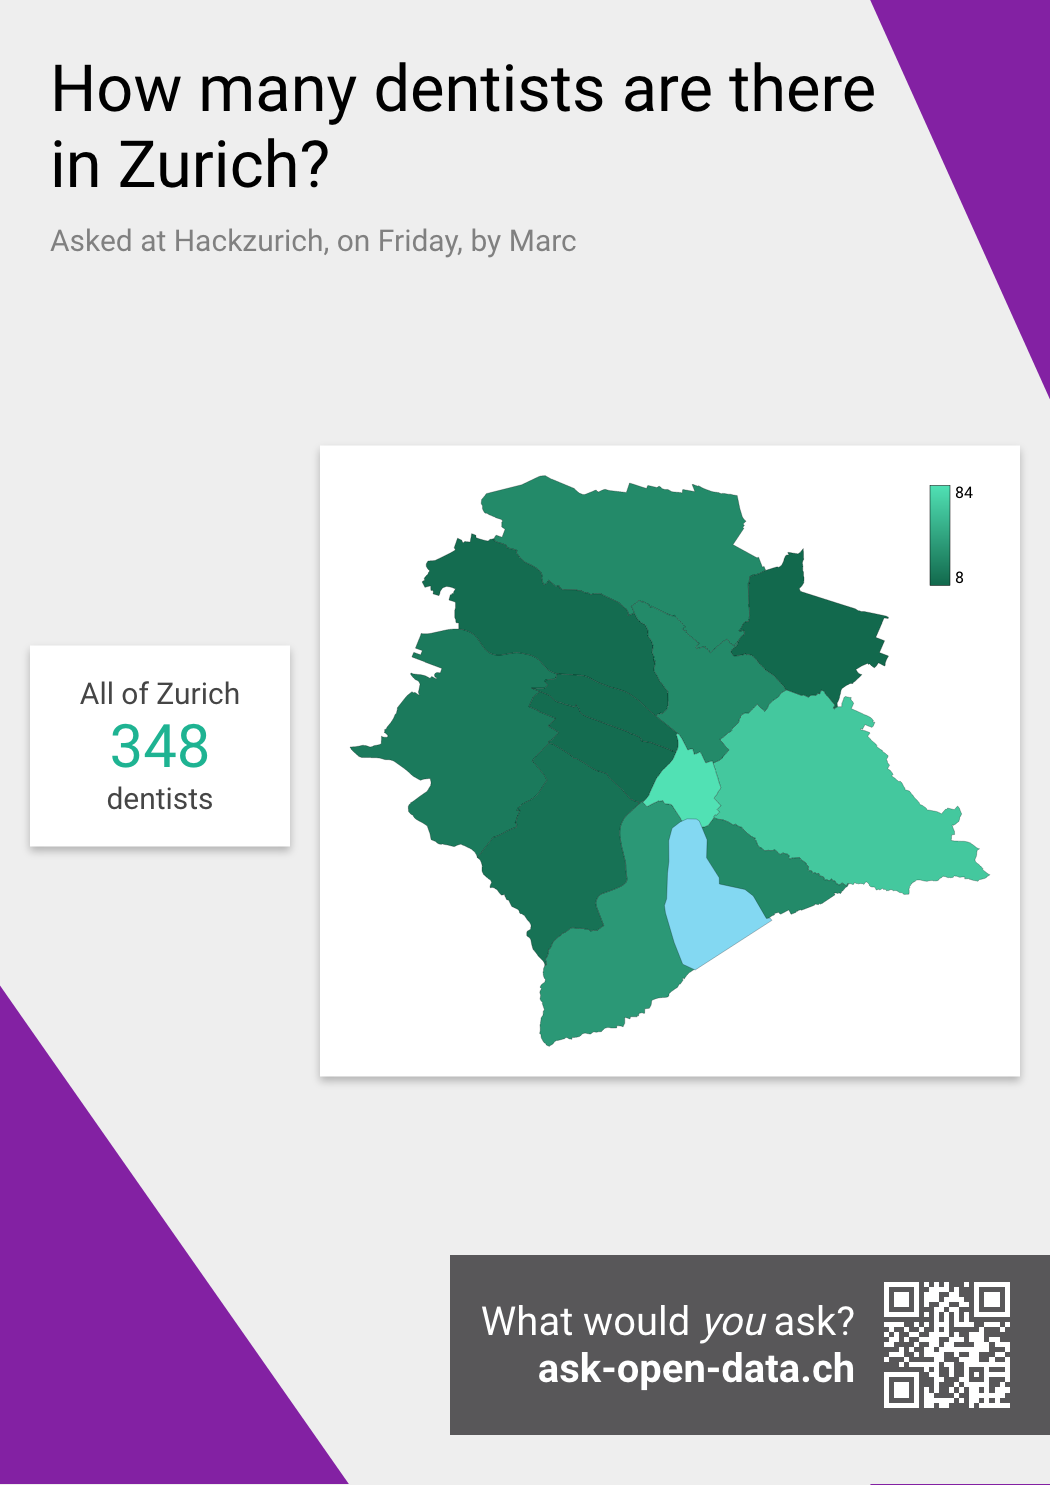 How many dentists are there
in Zurich?
Asked at Hackzurich, on Friday, by Marc
84
8
All of Zurich
348
dentists
What would you ask?
ask-open-data.ch